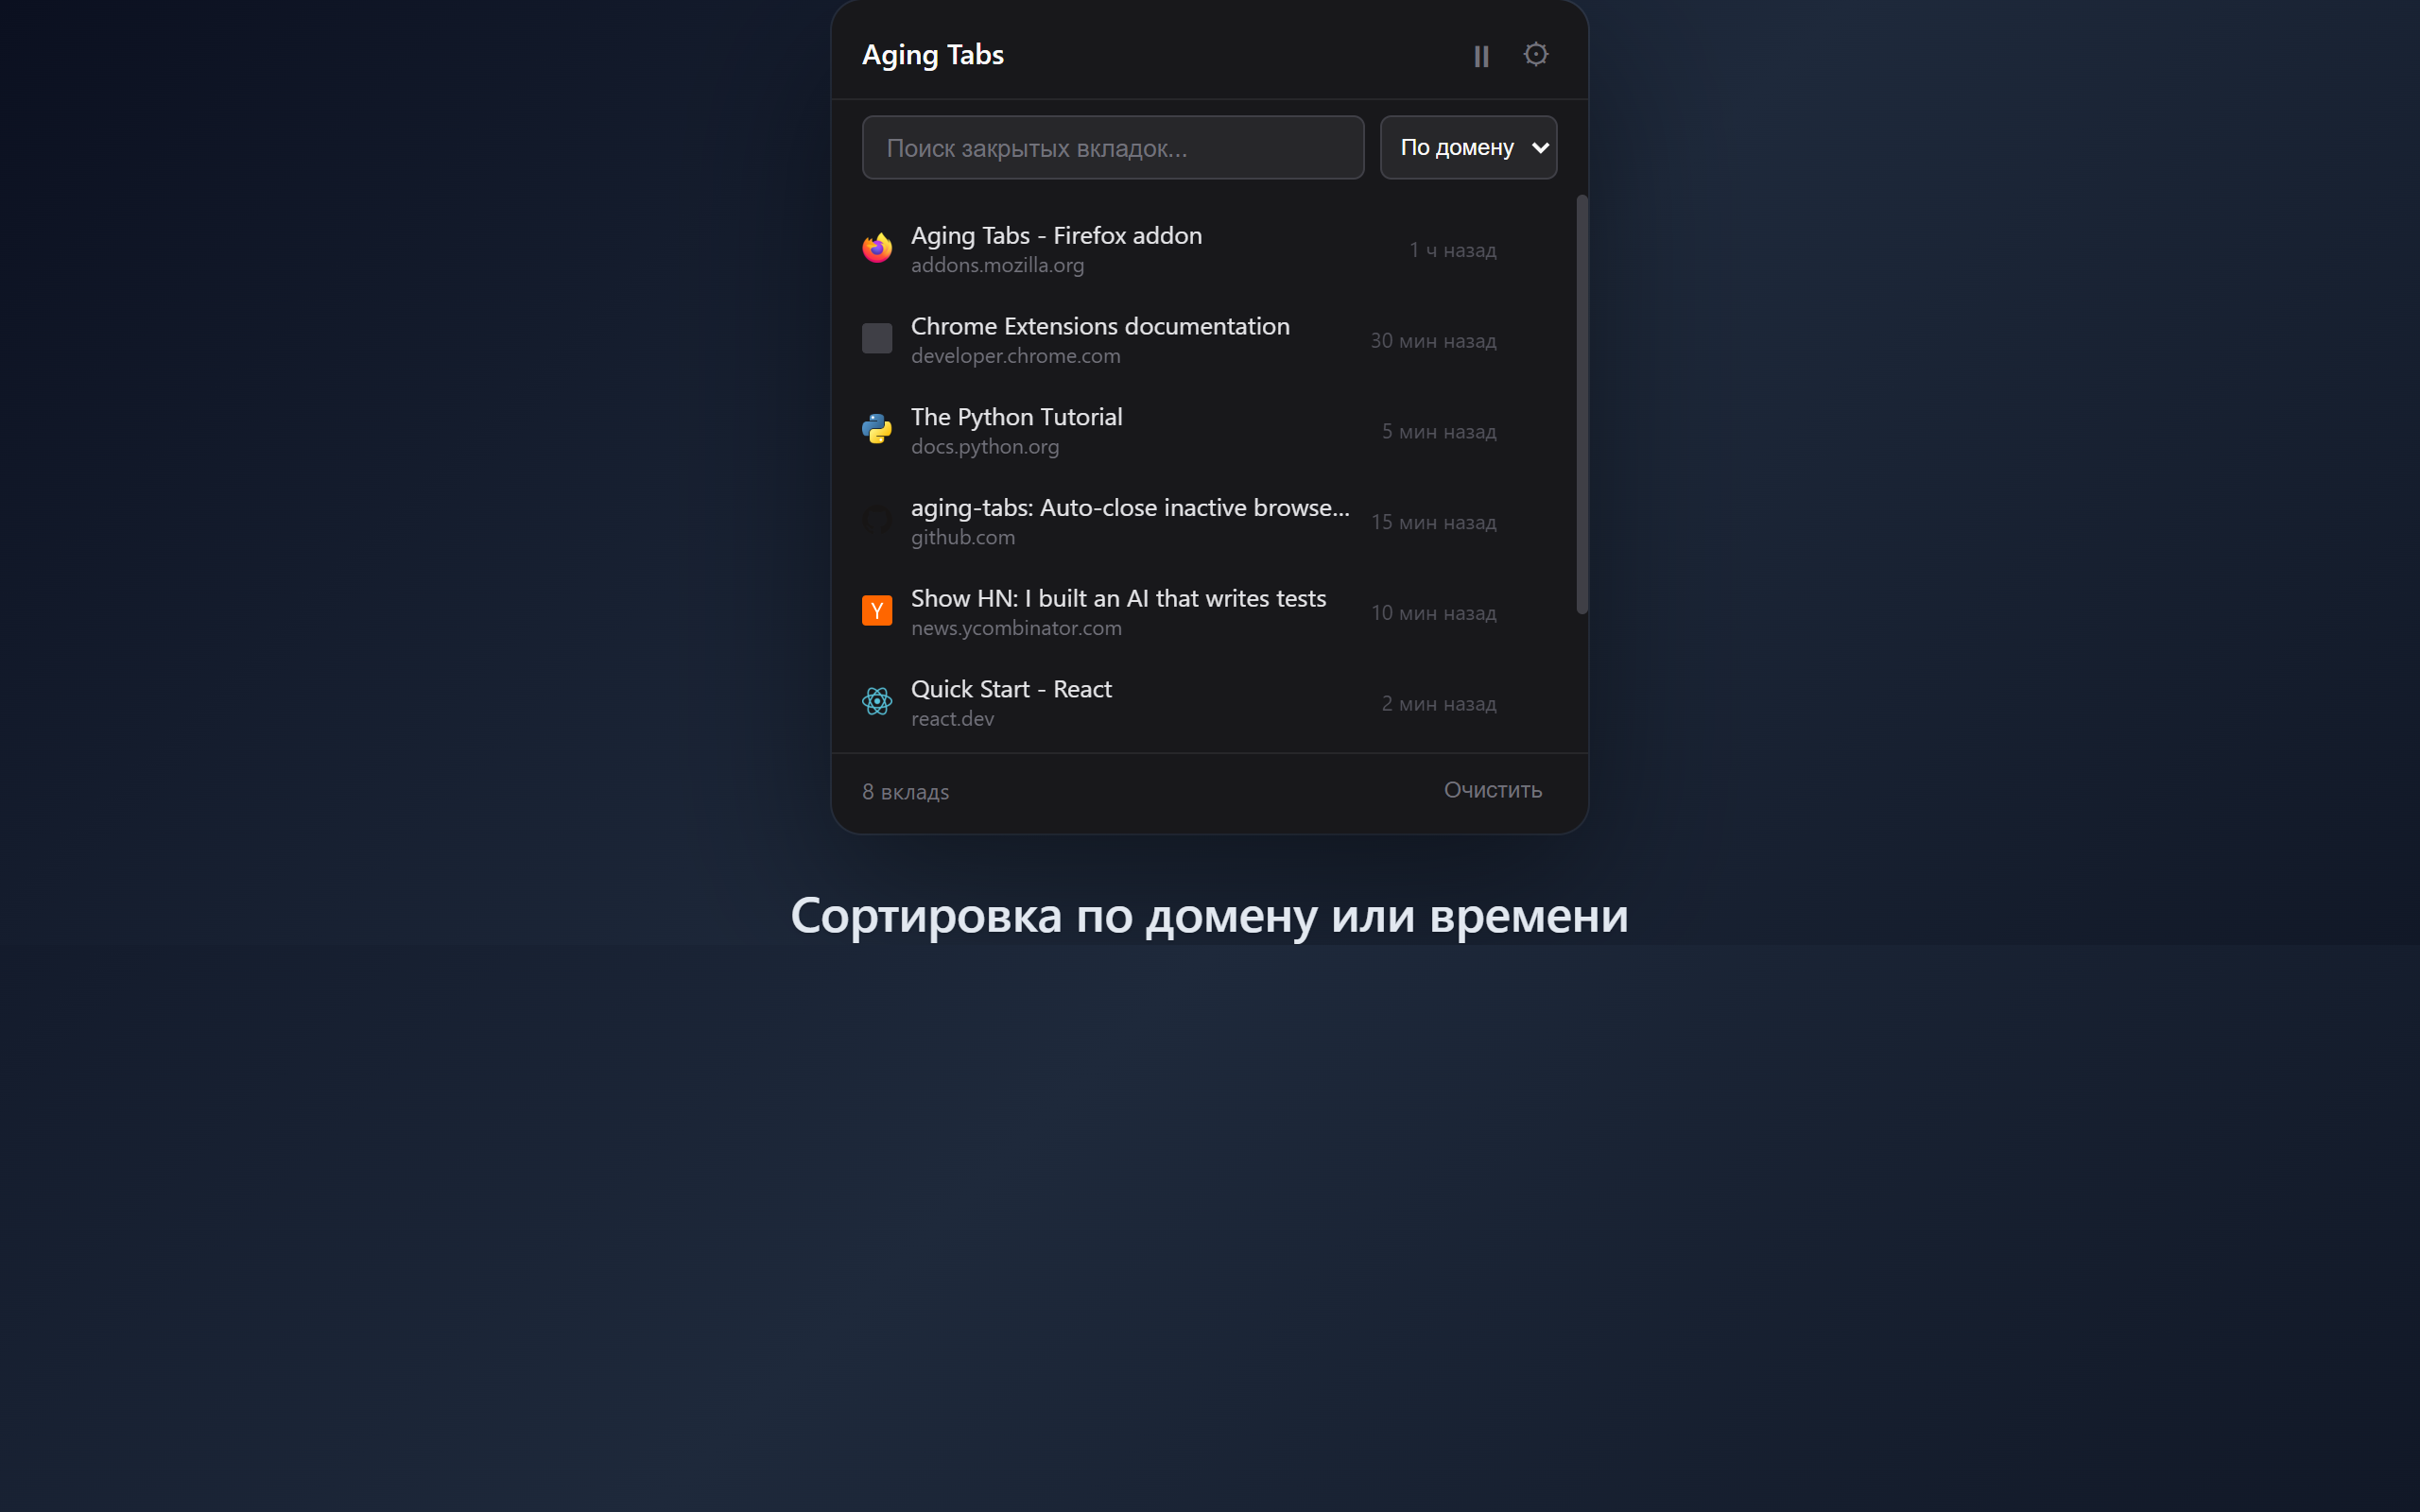 Aging Tabs
Поиск закрытых вкладок...
По домену
Aging Tabs - Firefox addon
addons.mozilla.org
1 ч назад
Chrome Extensions documentation
developer.chrome.com
30 мин назад
The Python Tutorial
docs.python.org
5 мин назад
aging-tabs: Auto-close inactive browse...
github.com
15 мин назад
Y
Show HN: I built an AI that writes tests
news.ycombinator.com
10 мин назад
Quick Start - React
react.dev
2 мин назад
8 вкладs
Очистить
Сортировка по домену или времени